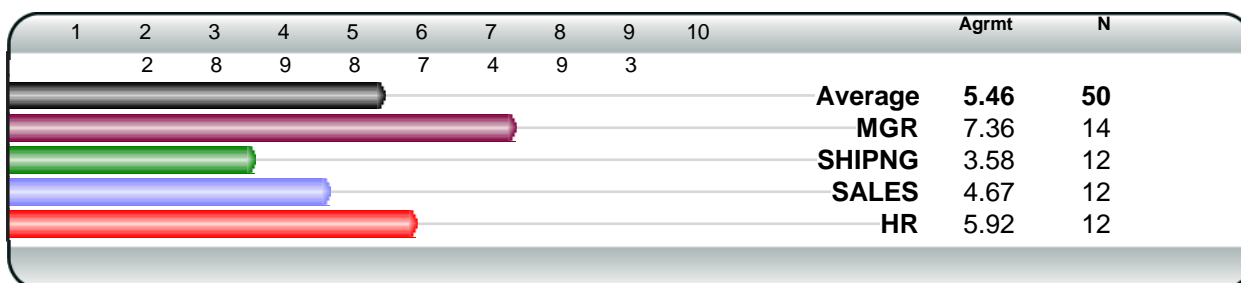 1 2 3 4 5 6 7 8 9 10 Agrmt N
2 8 9 8 7 4 9 3
Average 5.46 50
MGR 7.36 14
SHIPNG 3.58 12
SALES 4.67 12
HR 5.92 12